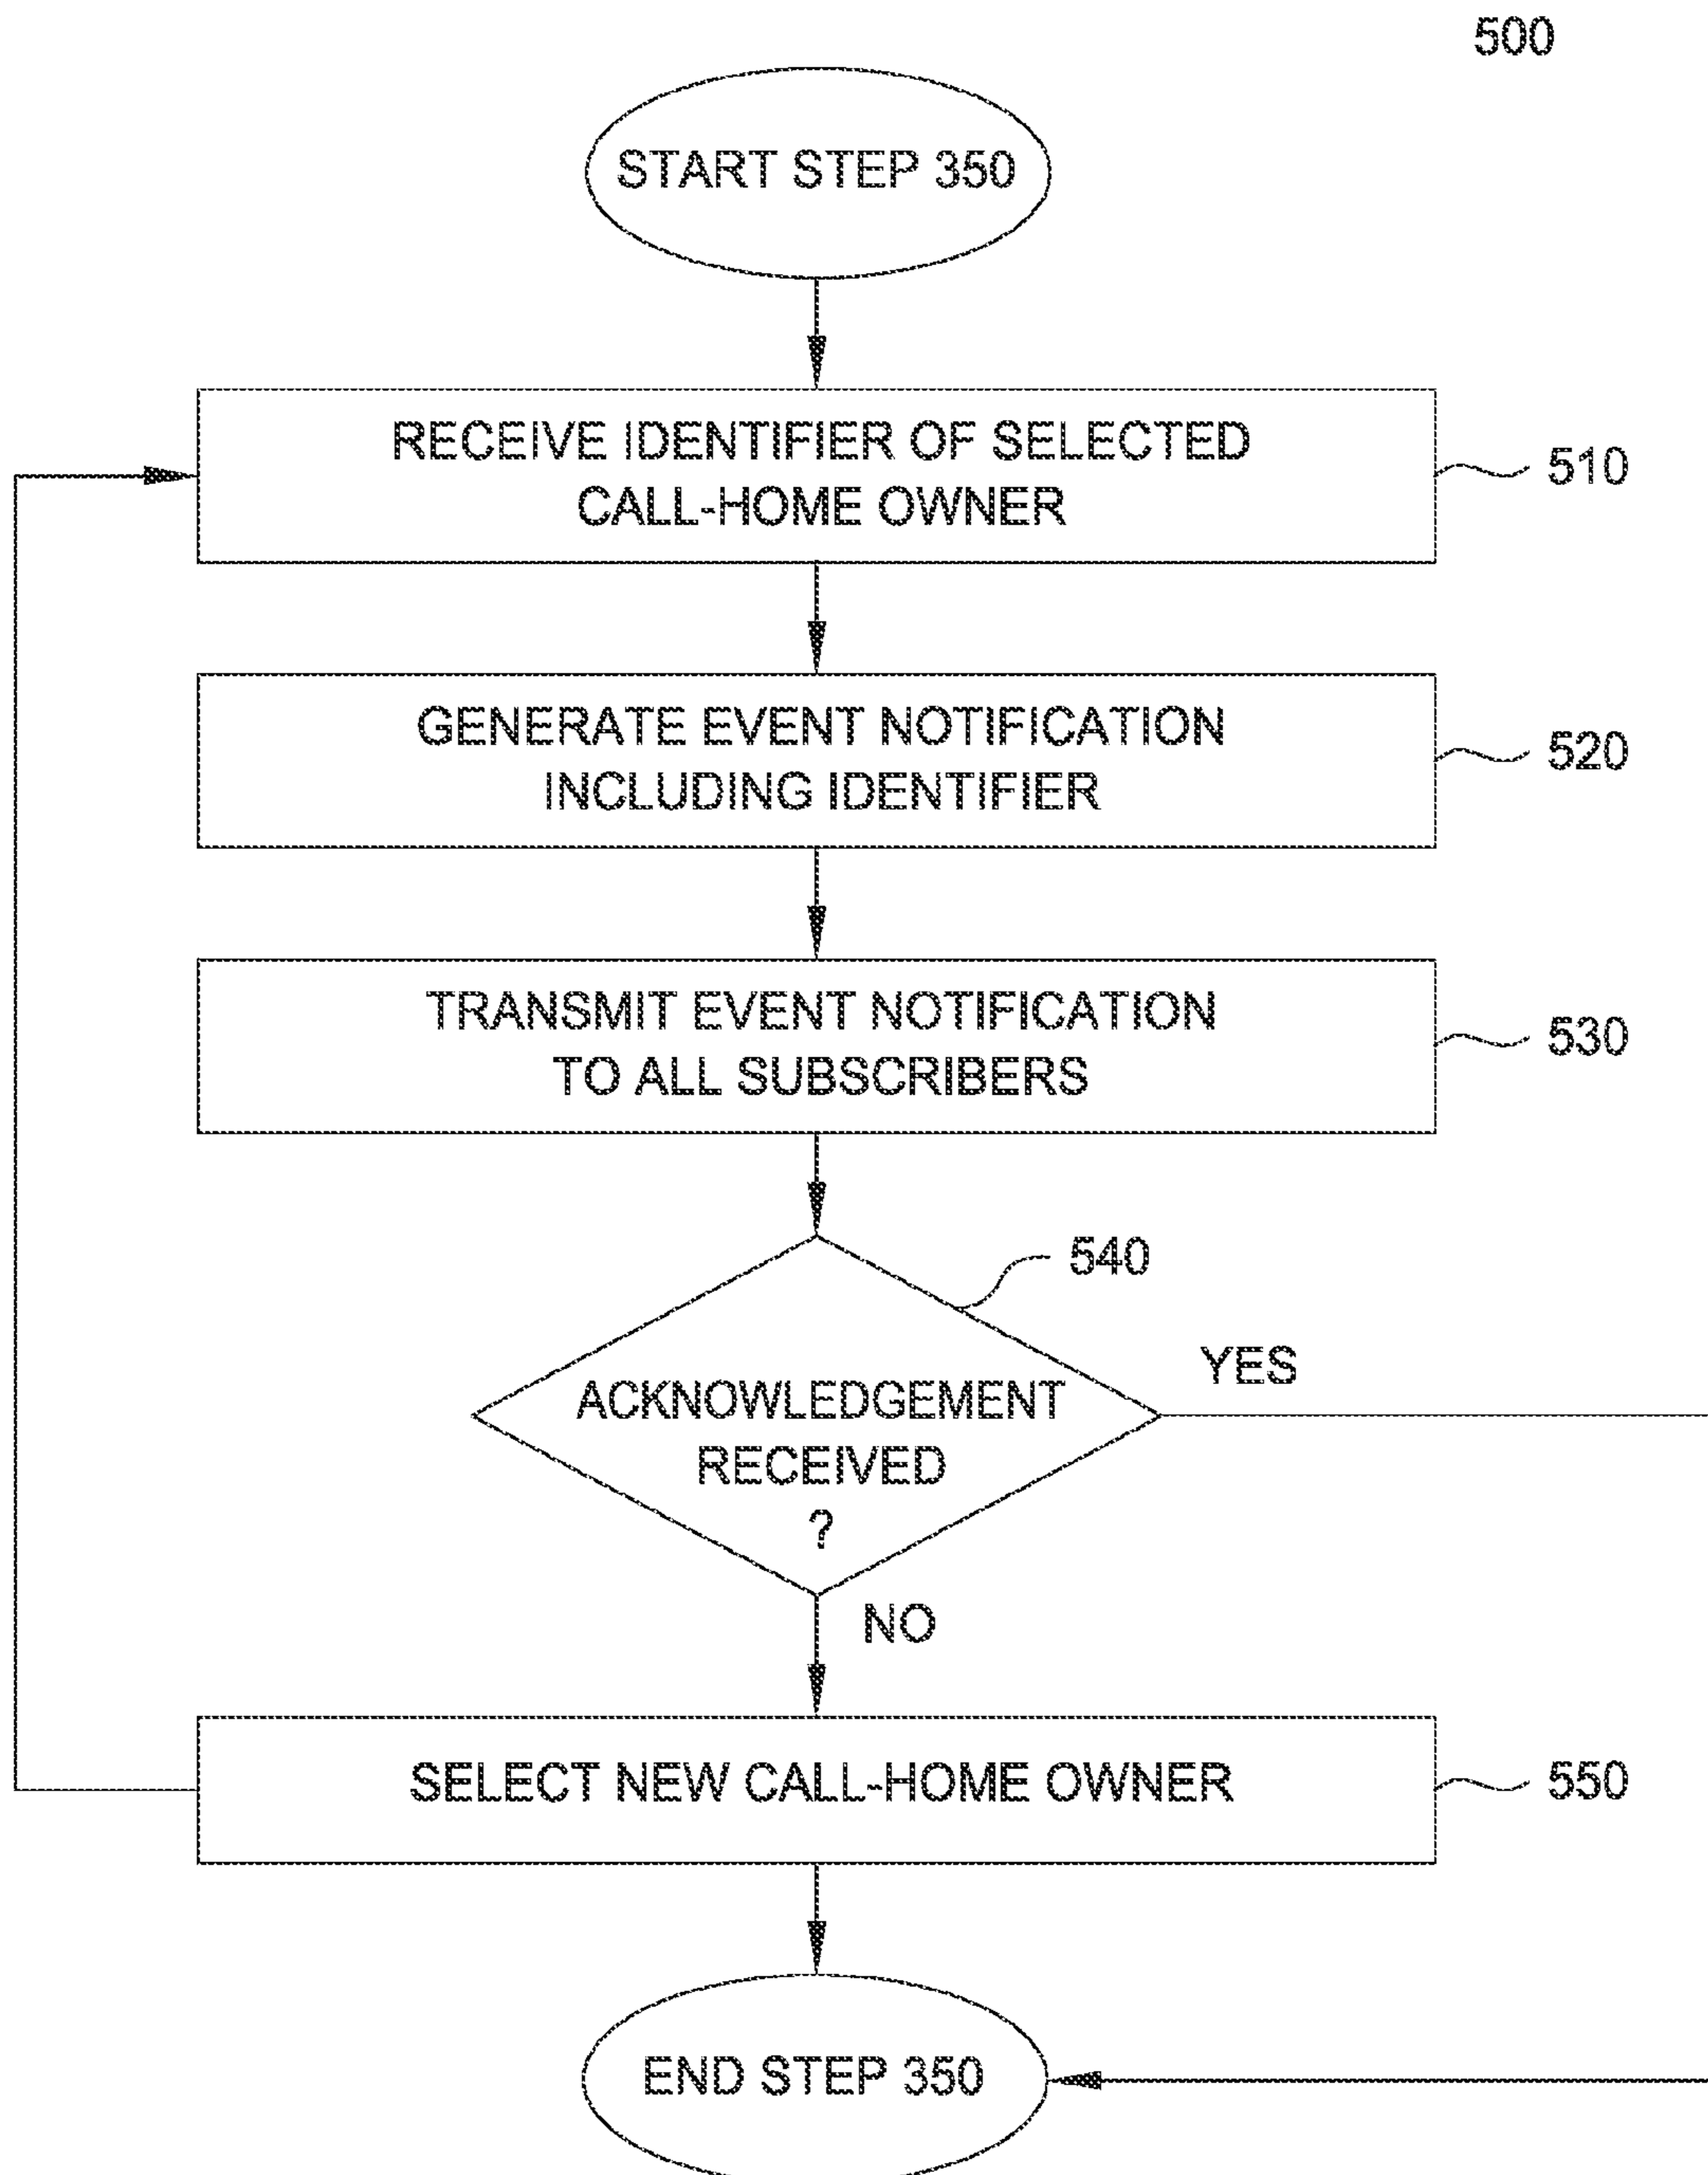 500
START STEP 350
RECEIVE IDENTIFIER OF SELECTED
CALL-HOME OWNER
510
GENERATE EVENT NOTIFICATION
INCLUDING IDENTIFIER
520
TRANSMIT EVENT NOTIFICATION
TO ALL SUBSCRIBERS
530
540
ACKNOWLEDGEMENT
RECEIVED
?
YES
NO
SELECT NEW CALL-HOME OWNER
550
END STEP 350